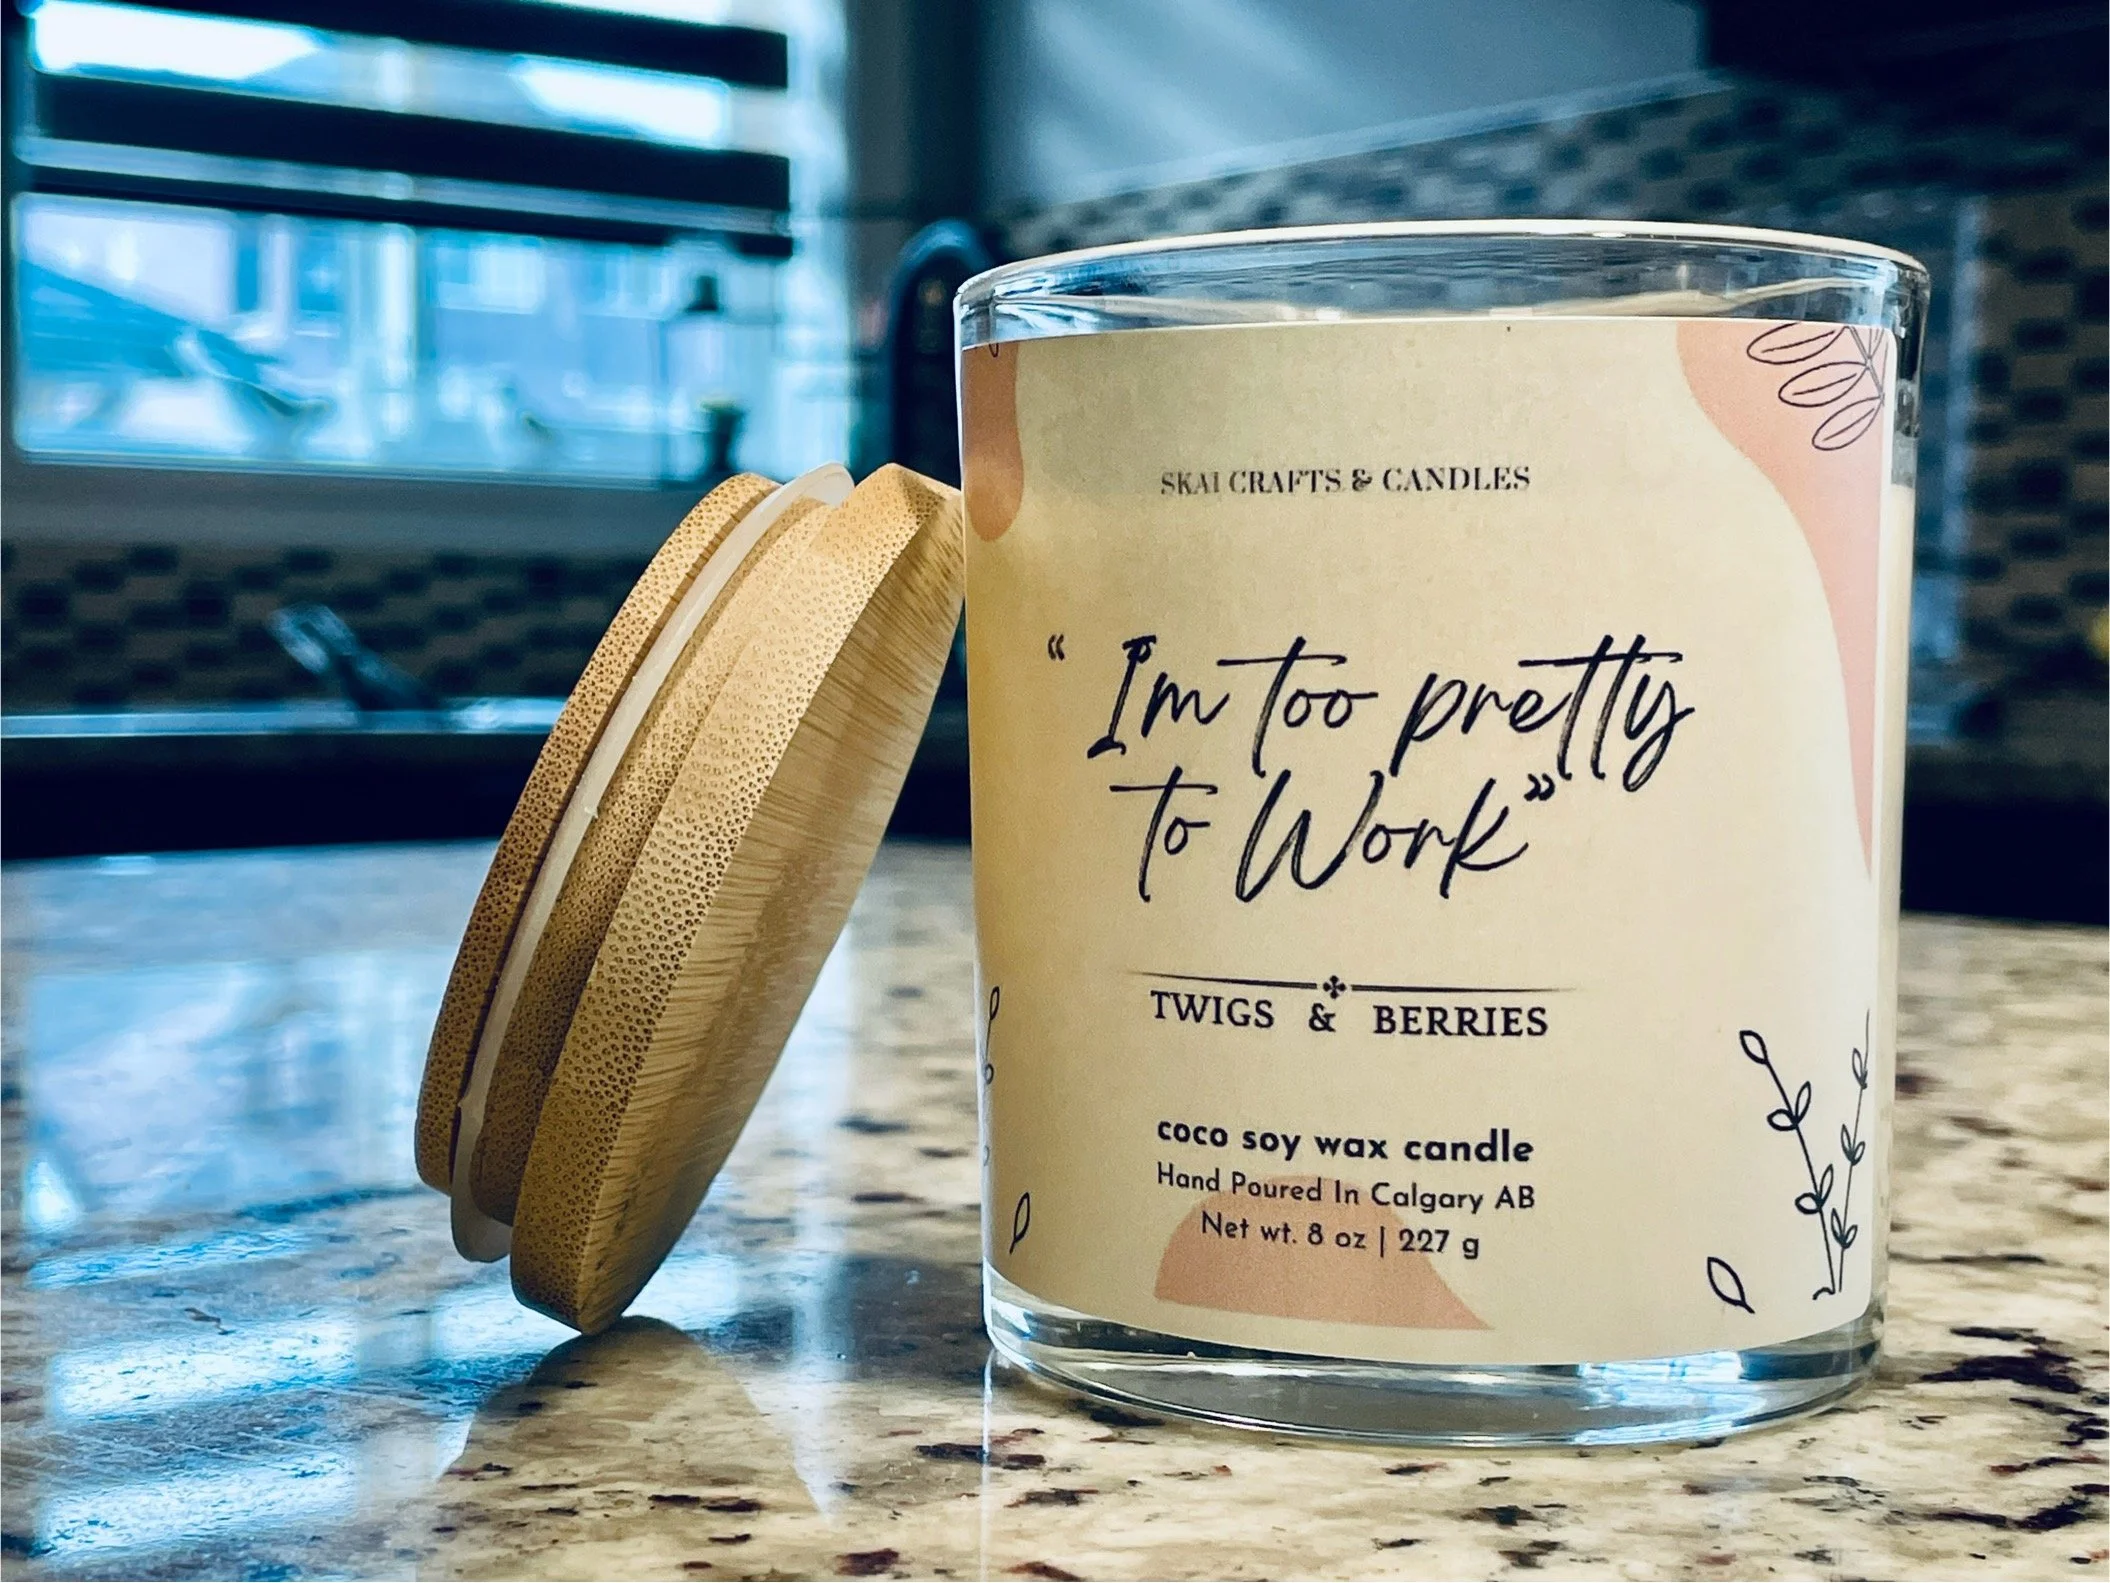 SKAI CRAFTS & CANDLES
“ I'm too pretty
to Work”
TWIGS & BERRIES
coco soy wax candle
Hand Poured In Calgary AB
Net wt. 8 oz | 227 g